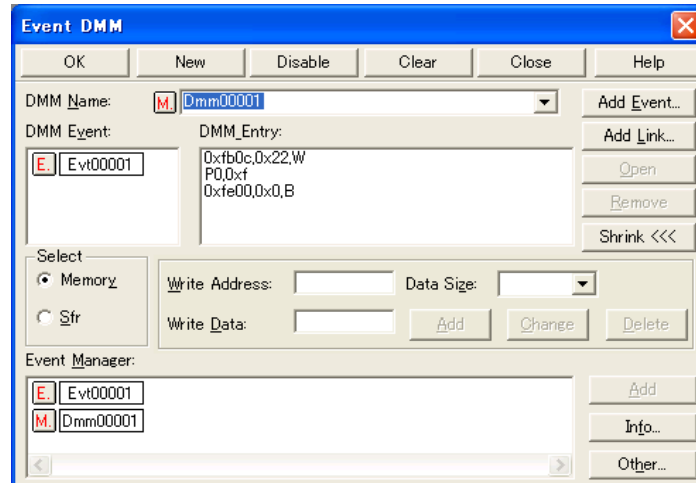 Event DMM
OK New Disable Clear Close Help
DMM Name: M. Dmm00001 Add Event...
DMM Event: DMM_Entry: Add Link...
E. Evt00001
0xfb0c,0x22,W
P0,0xf
0xfe00,0x0,B
Open
Remove
Shrink <<<
Select
Memory
Sfr
Write Address: Data Size:
Write Data: Add Change Delete
Event Manager:
E. Evt00001
M. Dmm00001
Add
Info...
Other...